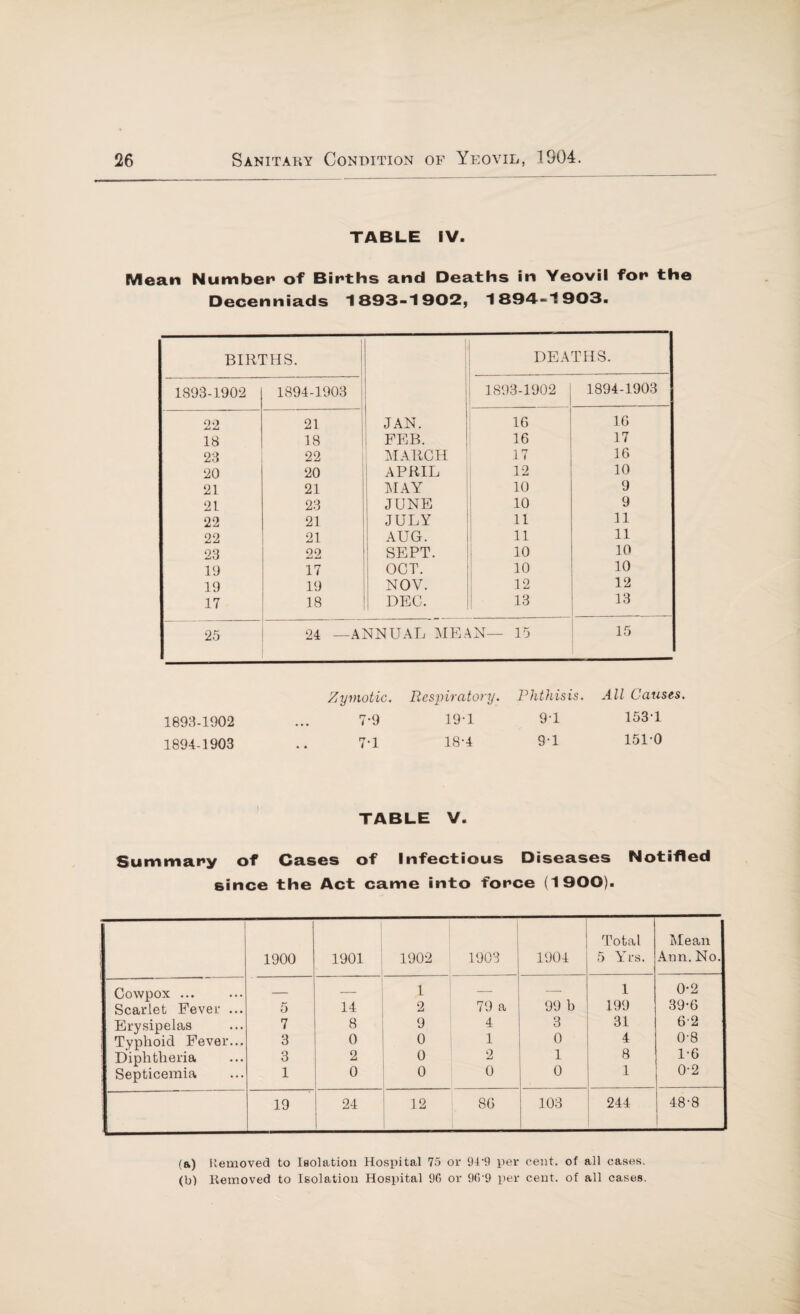 26 Sanitary Condition of Yeovil, 1904.
TABLE IV.
Mean Number of Births and Deaths in Yeovil for the
Decenniads 1893-1902, 1894-1903.
BIRTHS. DEATHS.
1893-1902 1894-1903 1893-1902 1894-1903
22 21 JAN. 16 16
18 18 FEB. 16 17
23 22 MARCH 17 16
20 20 APRIL 12 10
21 21 MAY 10 9
21 23 JUNE 10 9
22 21 JULY 11 11
22 21 AUG. 11 11
23 22 SEPT. 10 10
19 17 OCT. 10 10
19 19 NOV. 12 12
17 18 DEC. 13 13
25 24 —ANNUAL MEAN— 15 15
Zymotic. Respiratory. Phthisis. All Causes.
1893-1902 ... 7·9 19·1 9·1 153·1
1894-1903 .. 7·1 18·4 9·1 151·0
TABLE V.
Summary of Cases of Infectious Diseases Notified
since the Act came into force (1900).
1900 1901 1902 1903 1904 Total 5 Yrs. Mean Ann. No.
Cowpox ... ... — — 1 — — 1 0·2
Scarlet Fever ... 5 14 2 79 a 99 b 199 39·6
Erysipelas ... 7 8 9 4 3 31 6·2
Typhoid Fever... 3 0 0 1 0 4 0·8
Diphtheria ... 3 2 0 2 1 8 1·6
Septicemia ... 1 0 0 0 0 1 0·2
19 24 12 86 103 244 48·8
(a) Removed to Isolation Hospital 75 or 94·9 per cent. of all cases.
(b) Removed to Isolation Hospital 96 or 96·9 per cent. of all cases.